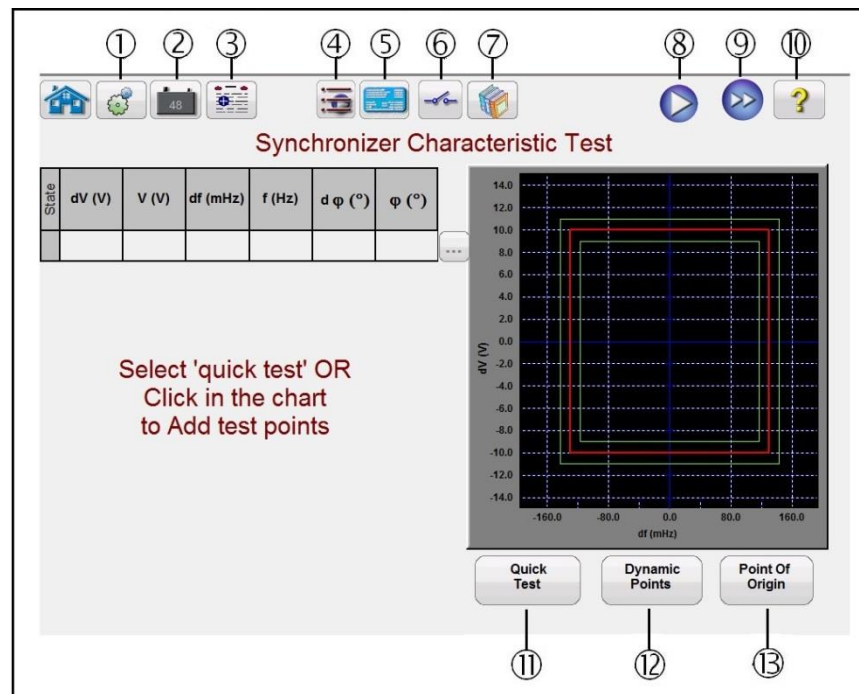 ① ② ③ ④ ⑤ ⑥ ⑦ ⑧ ⑨ ⑩
48
?
Synchronizer Characteristic Test
State dV (V) V (V) df (mHz) f (Hz) d φ (°) φ (°)
...
Select 'quick test' OR
Click in the chart
to Add test points
dV (V)
14.0
12.0
10.0
8.0
6.0
4.0
2.0
0.0
-2.0
-4.0
-6.0
-8.0
-10.0
-12.0
-14.0
-160.0 -80.0 0.0 80.0 160.0
df (mHz)
Quick
Test
Dynamic
Points
Point Of
Origin
⑪ ⑫ ⑬